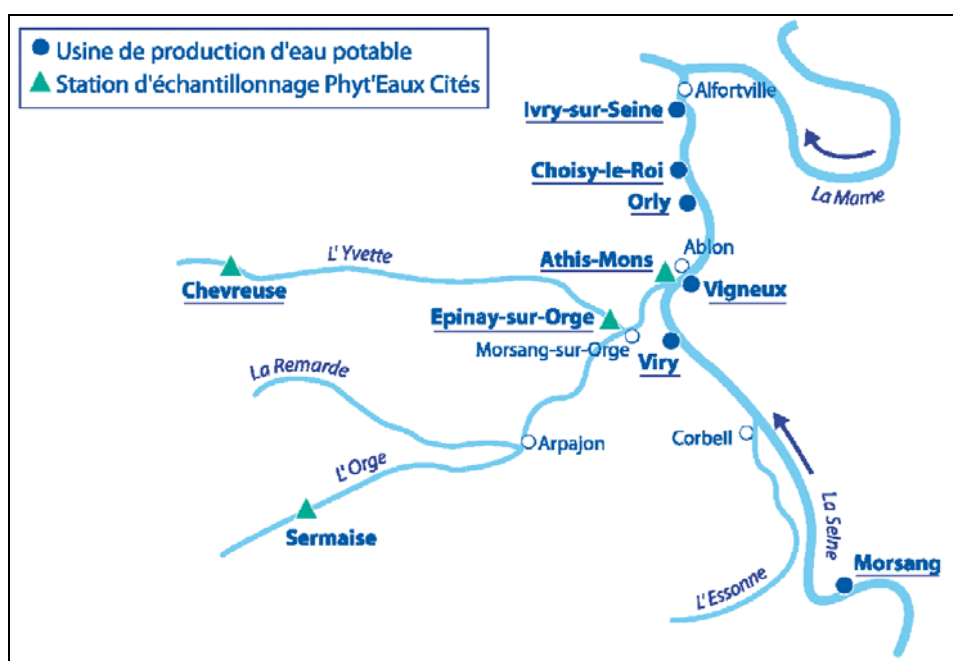 Usine de production d'eau potable
Station d'échantillonnage Phyt'Eaux Cités
Alfortville
Ivry-sur-Seine
Choisy-le-Roi
La Marne
Orly
L'Yvette
Ablon
Athis-Mons
Chevreuse
Vigneux
Epinay-sur-Orge
Morsang-sur-Orge
Viry
La Remarde
Arpajon
Corbell
L'Orge
La Seine
Sermaise
Morsang
L'Essonne